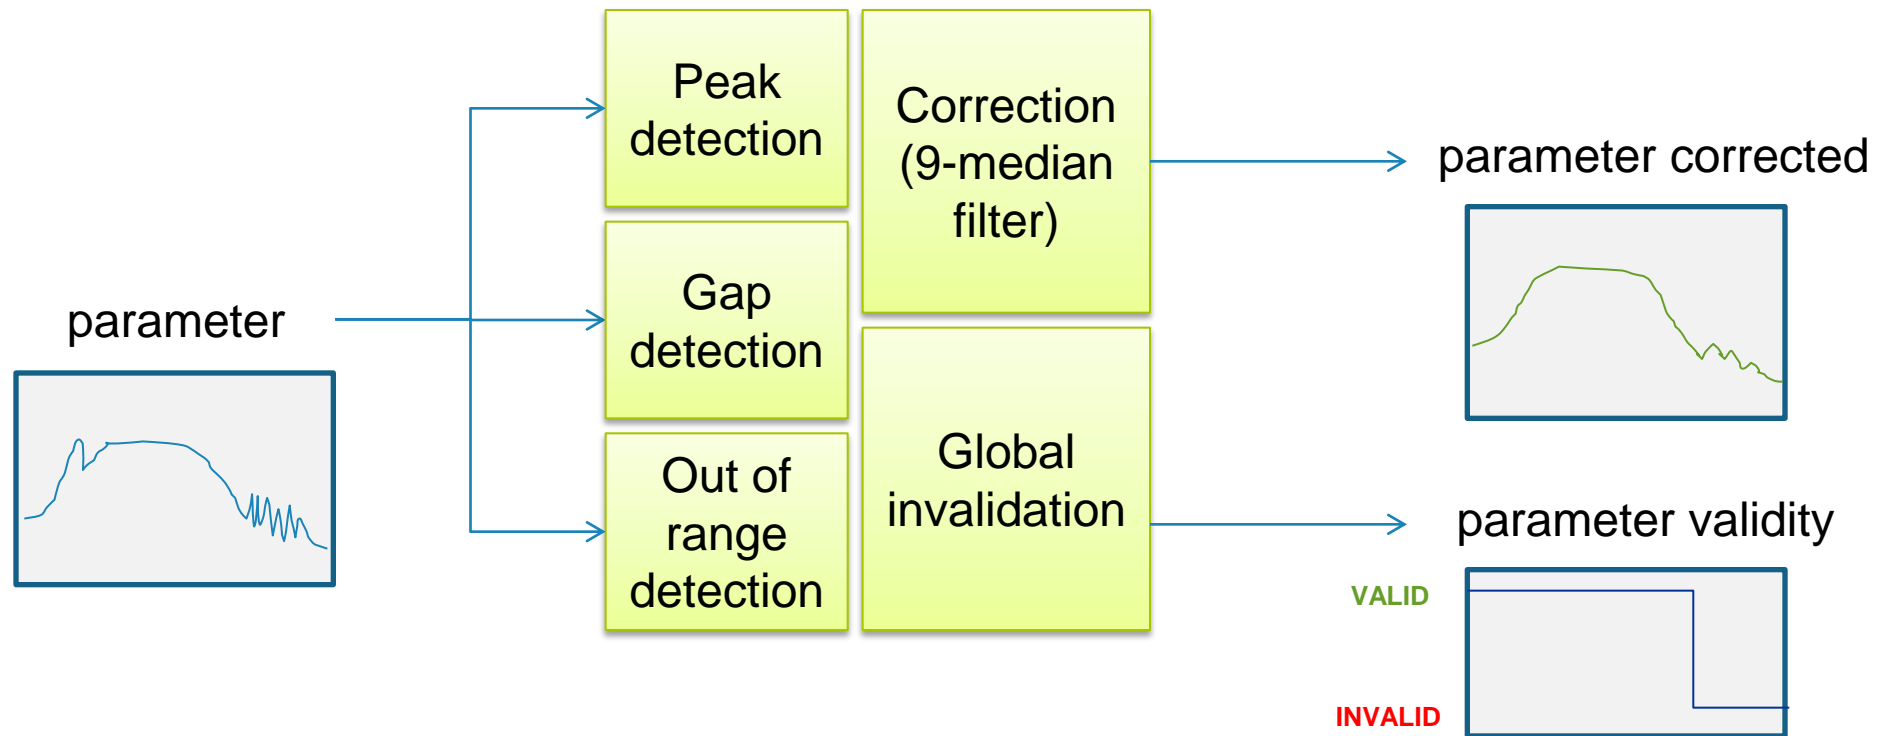 parameter
Peak
detection
Gap
detection
Out of
range
detection
Correction
(9-median
filter)
Global
invalidation
parameter corrected
parameter validity
VALID
INVALID